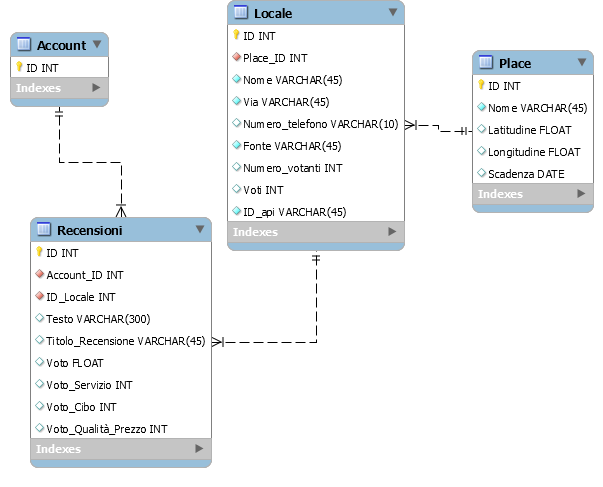 Account
ID INT
Indexes
Locale
ID INT
Place_ID INT
Nome VARCHAR(45)
Via VARCHAR(45)
Numero_telefono VARCHAR(10)
Fonte VARCHAR(45)
Numero_votanti INT
Voti INT
ID_api VARCHAR(45)
Indexes
Place
ID INT
Nome VARCHAR(45)
Latitudine FLOAT
Longitudine FLOAT
Scadenza DATE
Indexes
Recensioni
ID INT
Account_ID INT
ID_Locale INT
Testo VARCHAR(300)
Titolo_Recensione VARCHAR(45)
Voto FLOAT
Voto_Servizio INT
Voto_Cibo INT
Voto_Qualità_Prezzo INT
Indexes